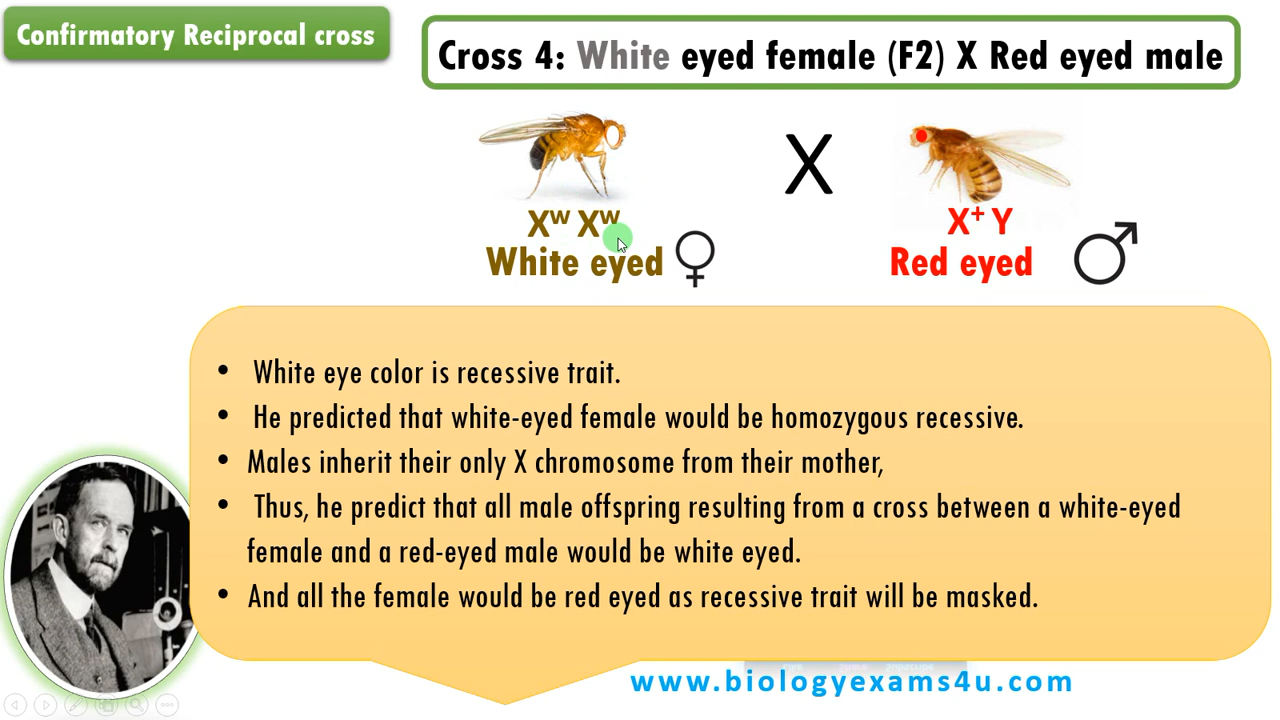 Confirmatory Reciprocal cross
Cross 4: White eyed female (F2) X Red eyed male
X
Xʷ Xʷ
White eyed ♀
X⁺ Y
Red eyed ♂
• White eye color is recessive trait.
• He predicted that white-eyed female would be homozygous recessive.
• Males inherit their only X chromosome from their mother,
• Thus, he predict that all male offspring resulting from a cross between a white-eyed
female and a red-eyed male would be white eyed.
• And all the female would be red eyed as recessive trait will be masked.
www.biologyexams4u.com